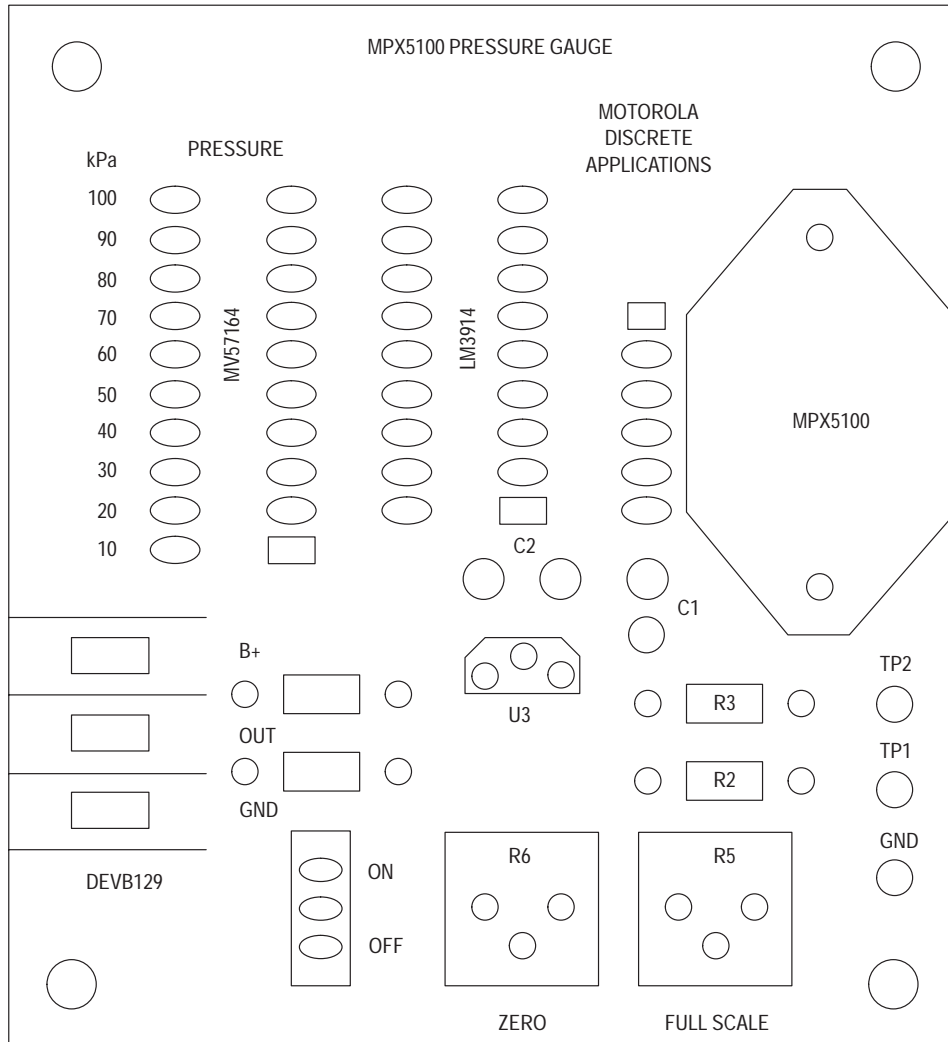 MPX5100 PRESSURE GAUGE
MOTOROLA
DISCRETE
APPLICATIONS
PRESSURE
kPa
100
90
80
70
60
50
40
30
20
10
MV57164
LM3914
MPX5100
C2
C1
B+
TP2
R3
U3
OUT
TP1
R2
GND
GND
R6
R5
ON
DEVB129
OFF
ZERO
FULL SCALE